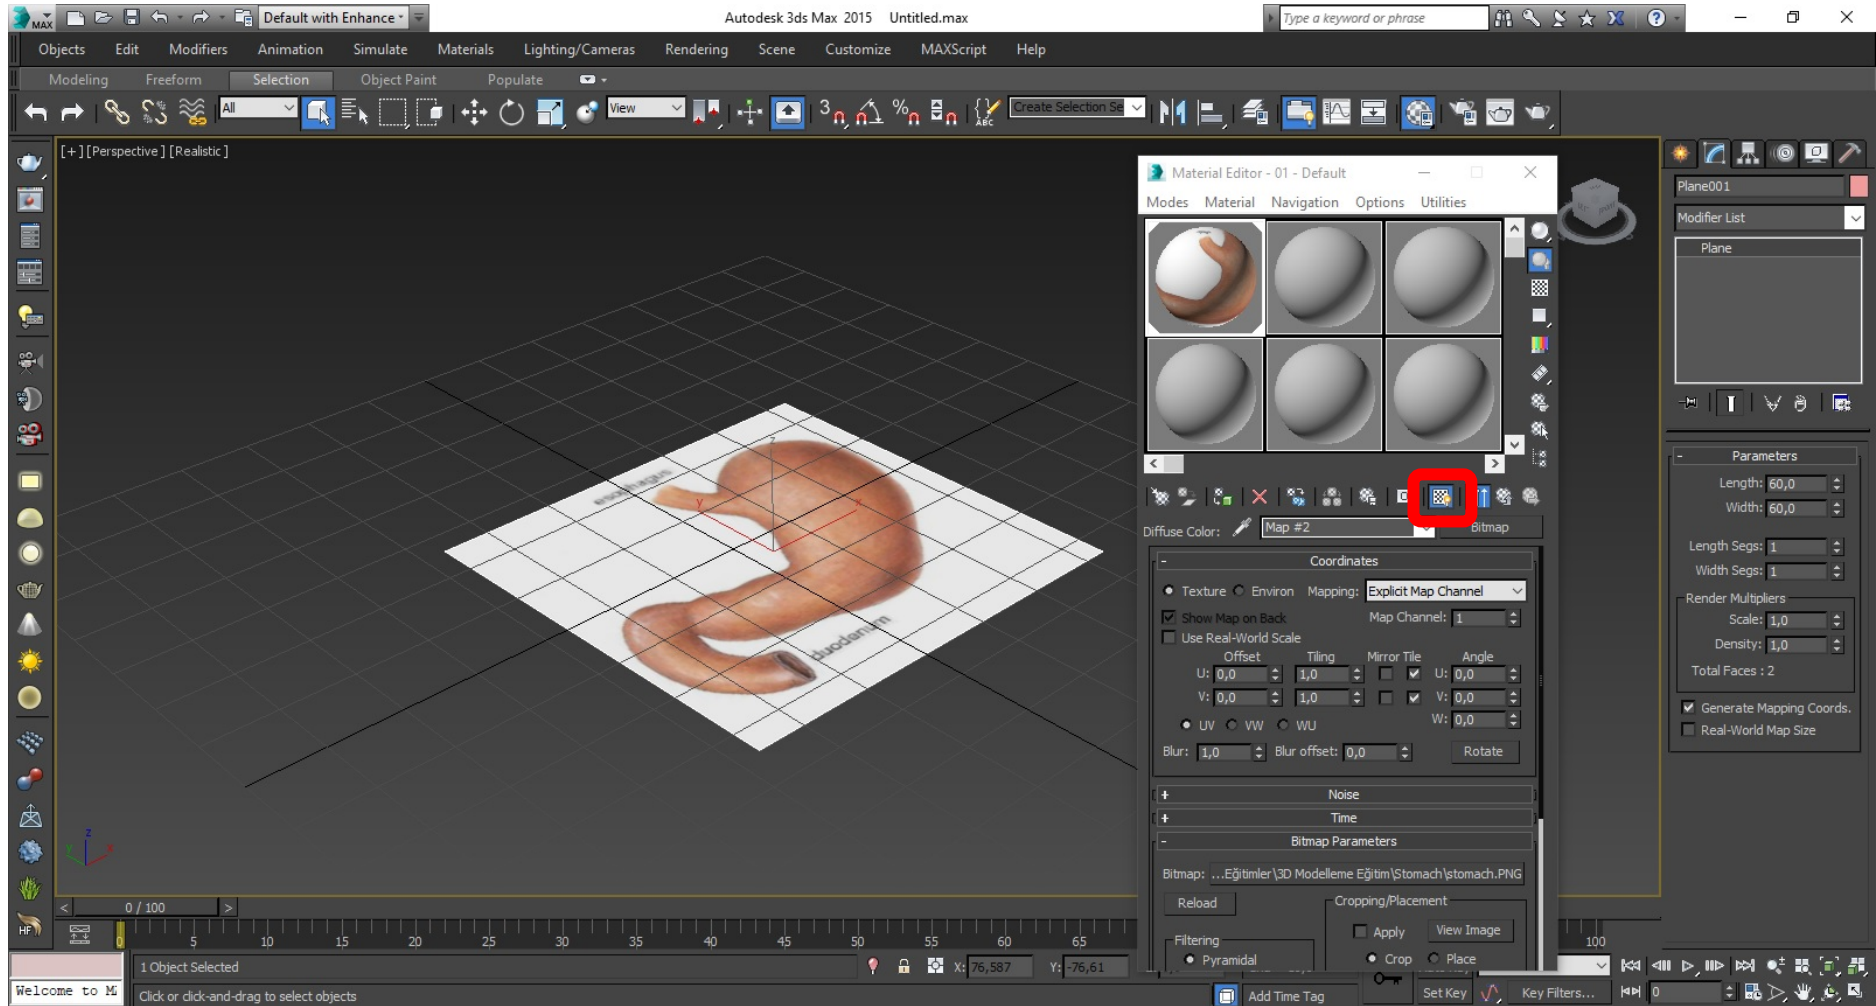 MAX
Default with Enhance
Autodesk 3ds Max 2015 Untitled.max
Type a keyword or phrase
Objects Edit Modifiers Animation Simulate Materials Lighting/Cameras Rendering Scene Customize MAXScript Help
Modeling Freeform Selection Object Paint Populate
All
View
3
%
ABC
Create Selection Se
[+][Perspective][Realistic]
esophagus
duodenum
z
y
x
z
y
x
Material Editor - 01 - Default
Modes Material Navigation Options Utilities
Diffuse Color: Map #2 Bitmap
- Coordinates
Texture Environ Mapping: Explicit Map Channel
Show Map on Back Map Channel: 1
Use Real-World Scale
Offset Tiling Mirror Tile Angle
U: 0,0 1,0 U: 0,0
V: 0,0 1,0 V: 0,0
UV VW WU W: 0,0
Blur: 1,0 Blur offset: 0,0 Rotate
+ Noise
+ Time
- Bitmap Parameters
Bitmap: ...Eğitimler\3D Modelleme Eğitim\Stomach\stomach.PNG
Reload Cropping/Placement
Apply View Image
Filtering
Pyramidal Crop Place
Plane001
Modifier List
Plane
- Parameters
Length: 60,0
Width: 60,0
Length Segs: 1
Width Segs: 1
Render Multipliers
Scale: 1,0
Density: 1,0
Total Faces : 2
Generate Mapping Coords.
Real-World Map Size
HF
< 0 / 100 >
0 5 10 15 20 25 30 35 40 45 50 55 60 65 100
1 Object Selected X: 76,587 Y: -76,61
Welcome to M
Click or click-and-drag to select objects
Add Time Tag Set Key Key Filters... 0